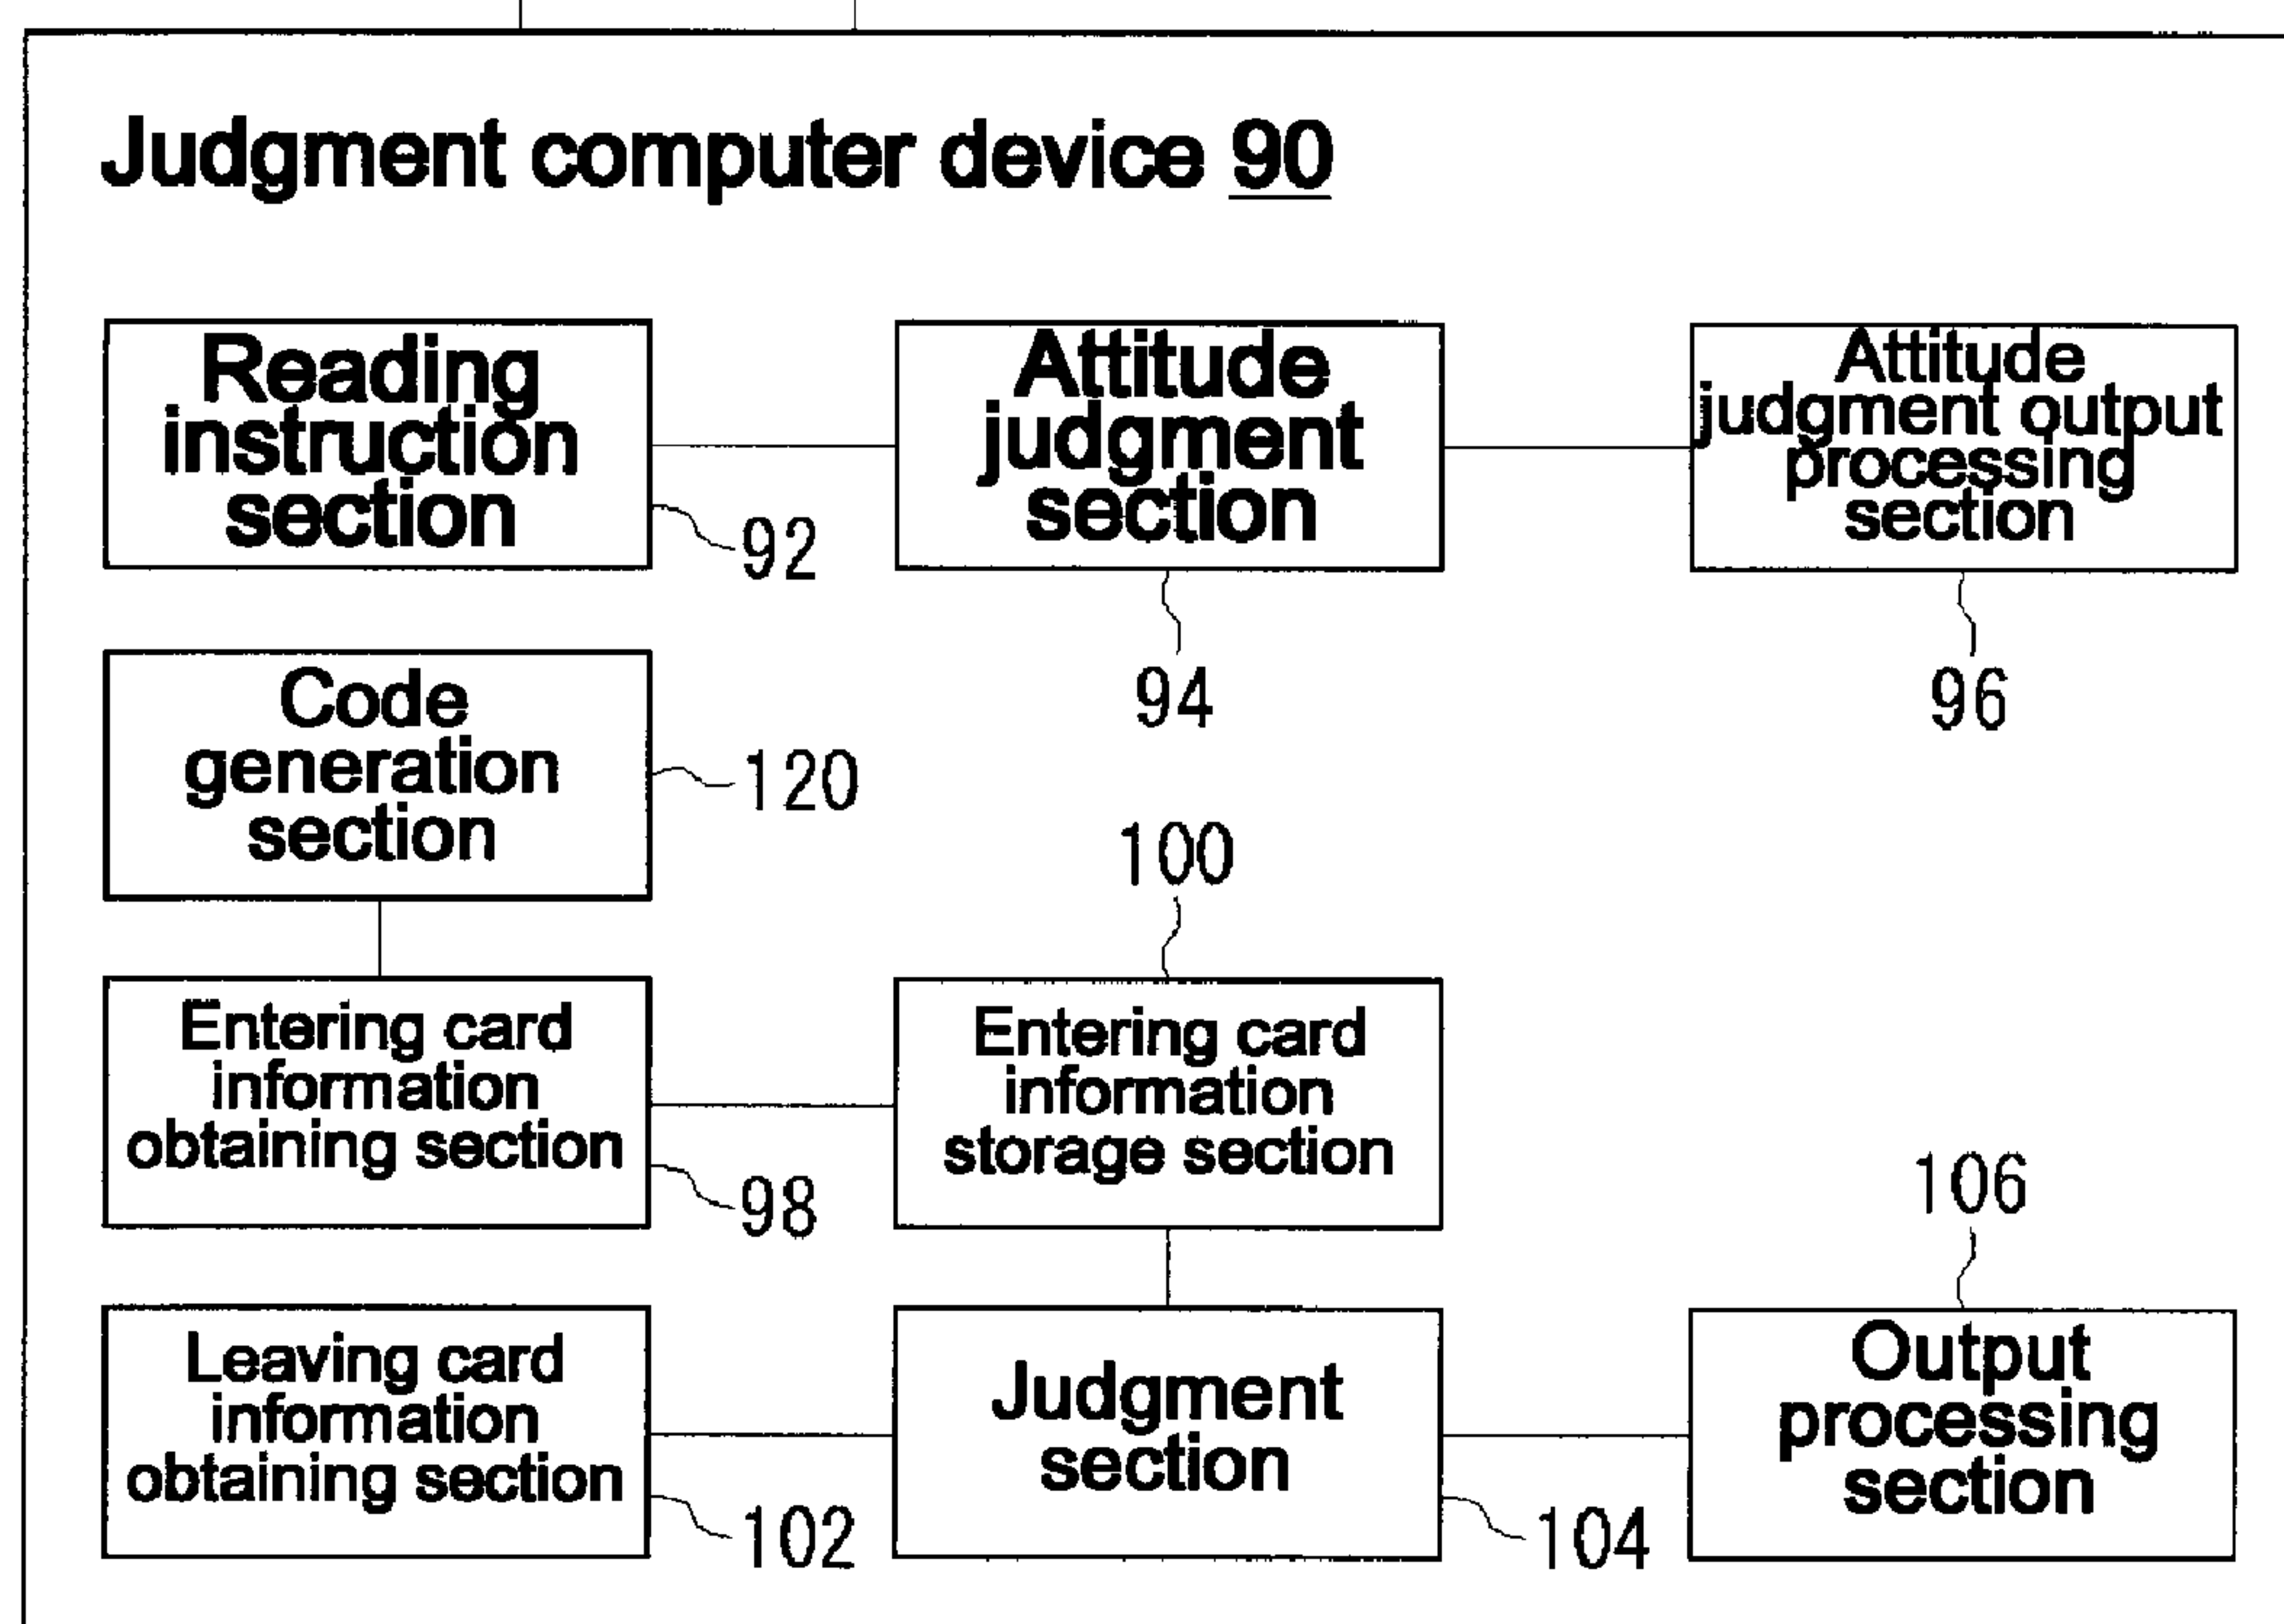 Judgment computer device 90
Reading
instruction
section
92
Attitude
judgment
section
94
Attitude
judgment output
processing
section
96
Code
generation
section
120
100
Entering card
information
obtaining section
98
Entering card
information
storage section
106
Leaving card
information
obtaining section
102
Judgment
section
104
Output
processing
section